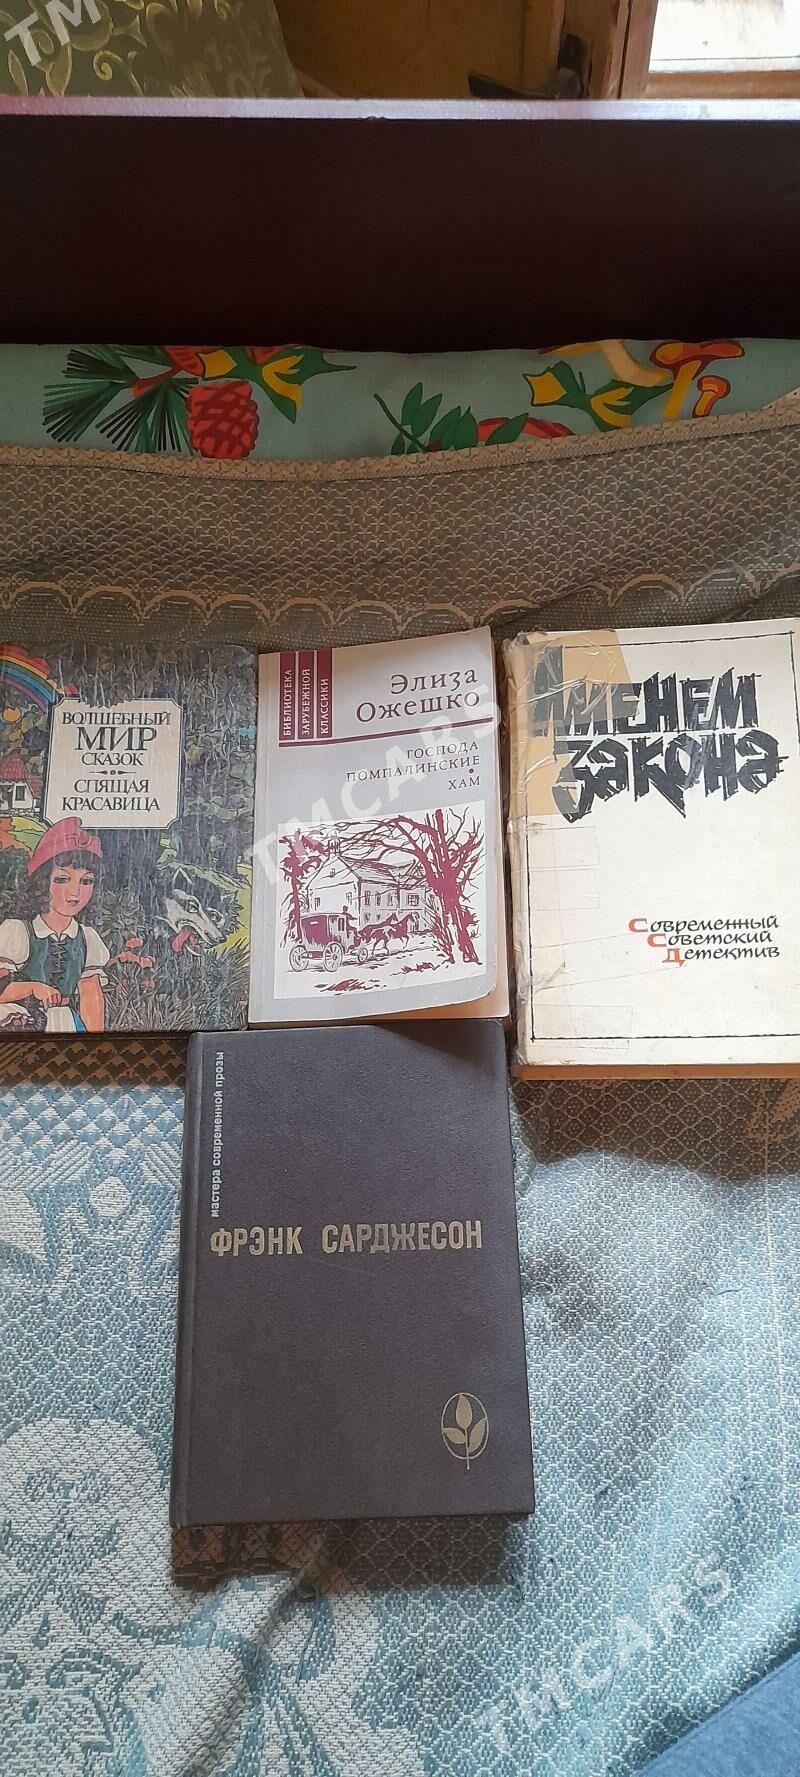 TMCARS
ВОЛШЕБНЫЙ
МИР
СКАЗОК
СПЯЩАЯ
КРАСАВИЦА
БИБЛИОТЕКА
ЗАРУБЕЖНОЙ
КЛАССИКИ
Элиза
Ожешко
ГОСПОДА
ПОМПАЛИНСКИЕ
ХАМ
TMCARS
Именем
закона
Современный
Советский
Детектив
мастера современной прозы
ФРЭНК САРДЖЕСОН
TMCARS